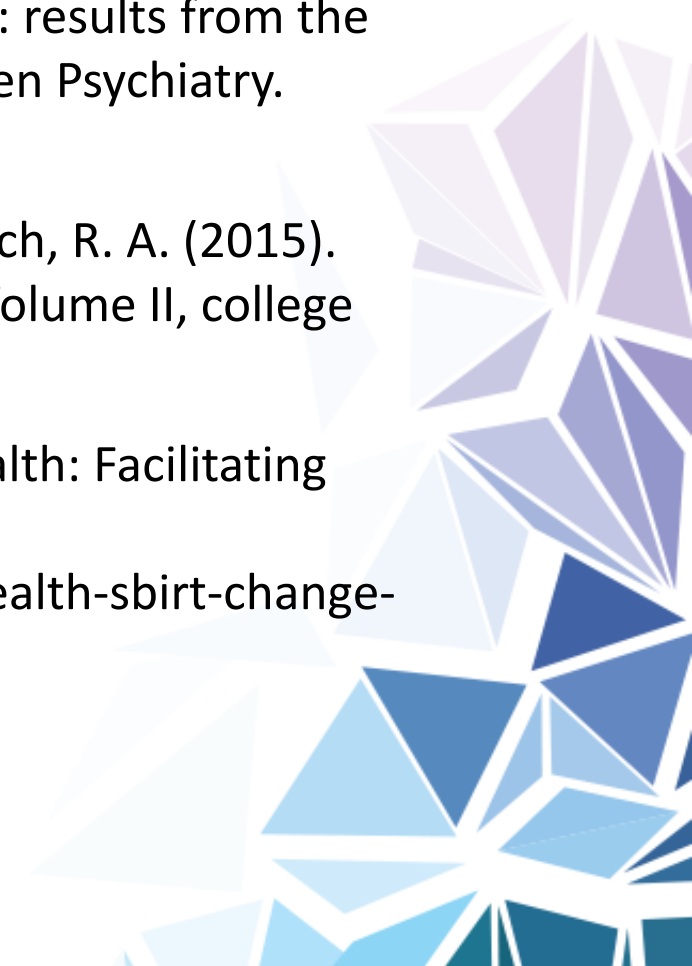 : results from the
en Psychiatry.
ch, R. A. (2015).
olume II, college
alth: Facilitating
ealth-sbirt-change-